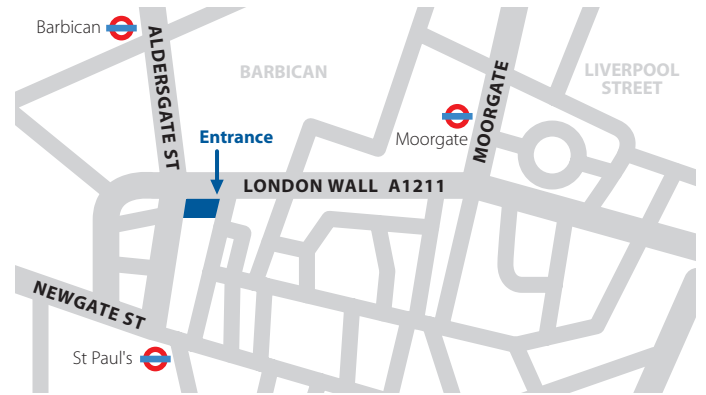 Barbican
ALDERSGATE ST
BARBICAN
LIVERPOOL
STREET
MOORGATE
Moorgate
Entrance
LONDON WALL A1211
NEWGATE ST
St Paul's